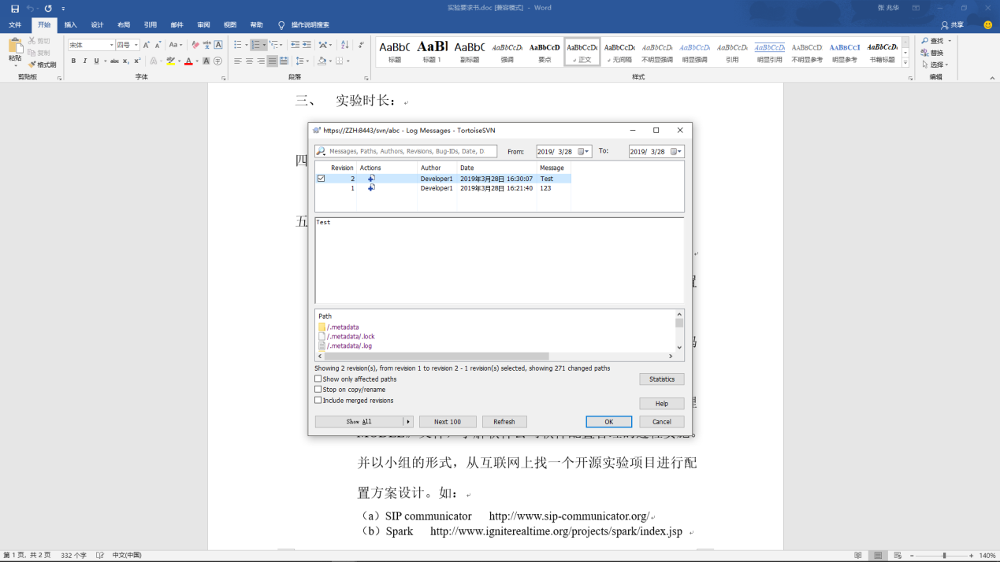 实验要求书.doc [兼容模式] - Word
张 兆华
文件 开始 插入 设计 布局 引用 邮件 审阅 视图 帮助 操作说明搜索 共享
粘贴 剪切 复制 格式刷
宋体 四号
剪贴板 字体 段落 样式 编辑
AaBbC AaBl AaBbC AaBbCcDt AaBbCcD AaBbCcDt AaBbCcDc AaBbCcDt AaBbCcDt AaBbCcDt AaBbCcDt AABBCCD AABBCCI AaBbCcDt
标题 标题 1 副标题 强调 要点 正文 无间隔 不明显强调 明显强调 引用 明显引用 不明显参考 明显参考 书籍标题
查找
替换
选择
三、 实验时长：
四
五
https://ZZH:8443/svn/abc - Log Messages - TortoiseSVN
Messages, Paths, Authors, Revisions, Bug-IDs, Date, D From: 2019/ 3/28 To: 2019/ 3/28
Revision Actions Author Date Message
2 Developer1 2019年3月28日 16:30:07 Test
1 Developer1 2019年3月28日 16:21:40 123
Test
Path
/.metadata
/.metadata/.lock
/.metadata/.log
Showing 2 revision(s), from revision 1 to revision 2 - 1 revision(s) selected, showing 271 changed paths
Show only affected paths
Stop on copy/rename
Include merged revisions
Statistics
Help
Show All Next 100 Refresh OK Cancel
并以小组的形式，从互联网上找一个开源实验项目进行配
置方案设计。如：
（a）SIP communicator http://www.sip-communicator.org/
（b）Spark http://www.igniterealtime.org/projects/spark/index.jsp
第 1 页，共 2 页 332 个字 中文(中国) 140%